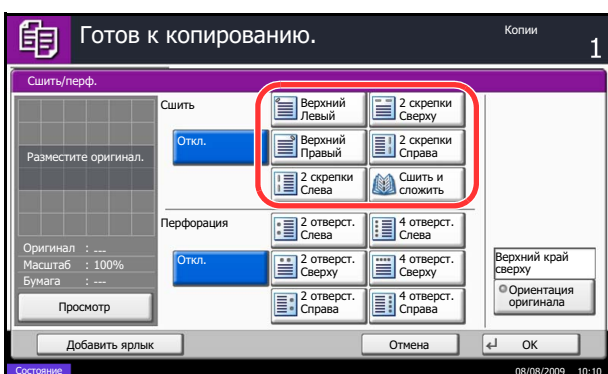 Готов к копированию.
Копии
1
Сшить/перф.
Разместите оригинал.
Оригинал : ---
Масштаб : 100%
Бумага : ---
Просмотр
Сшить
Откл.
Верхний
Левый
2 скрепки
Сверху
Верхний
Правый
2 скрепки
Справа
2 скрепки
Слева
Сшить и
сложить
Перфорация
Откл.
2 отверст.
Слева
4 отверст.
Слева
2 отверст.
Сверху
4 отверст.
Сверху
2 отверст.
Справа
4 отверст.
Справа
Верхний край
сверху
Ориентация
оригинала
Добавить ярлык
Отмена
OK
Состояние
08/08/2009 10:10